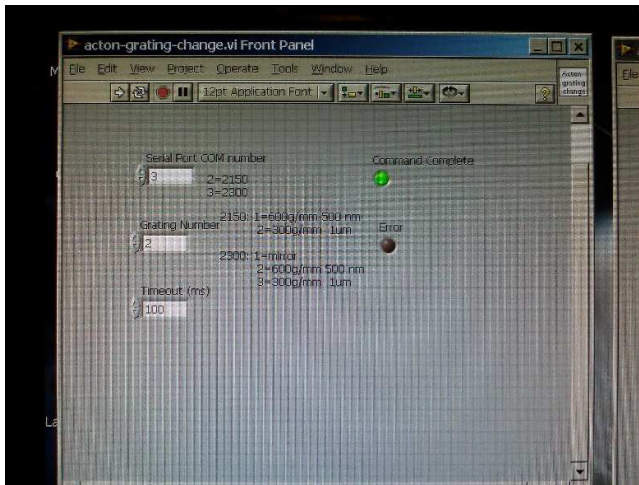 acton-grating-change.vi Front Panel
File Edit View Project Operate Tools Window Help
12pt Application Font
Acton
grating
change
Serial Port COM number
3
2=2150
3=2300
Command Complete
Grating Number
2
2150: 1=600g/mm 500 nm
2=300g/mm 1um
Error
2300: 1=mirror
2=600g/mm 500 nm
3=300g/mm 1um
Timeout (ms)
100
M
La
Ele